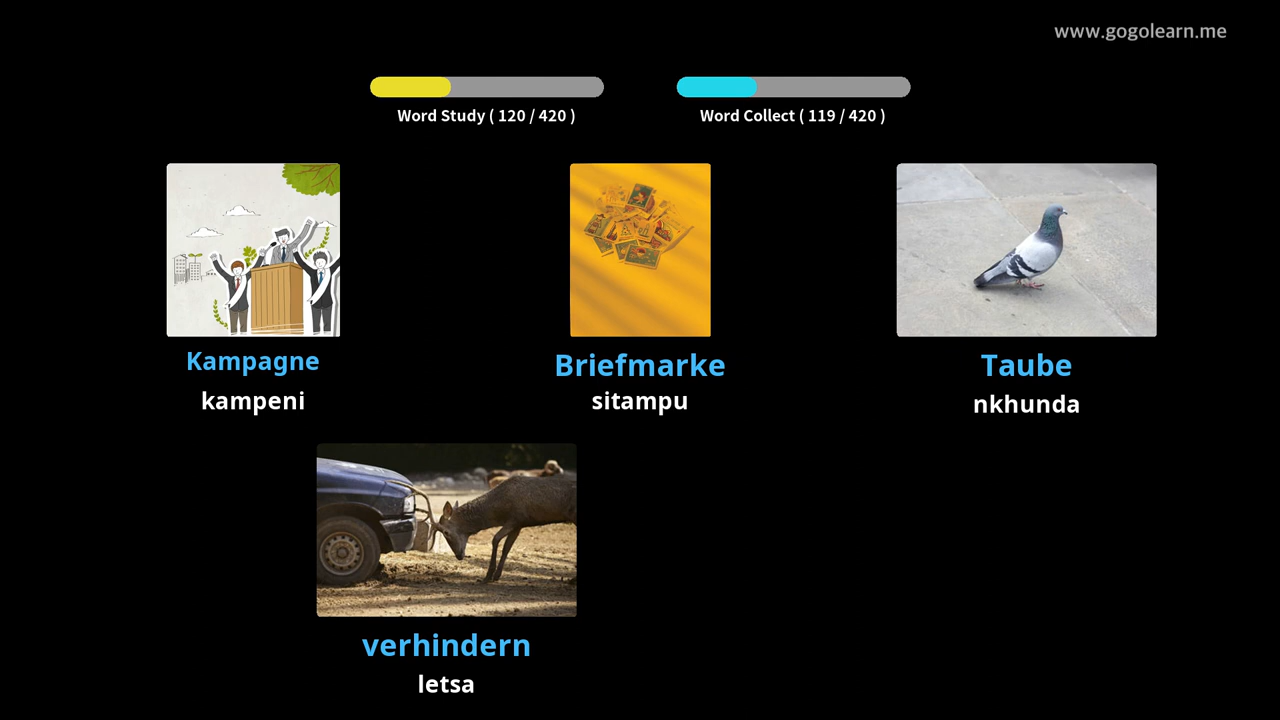 www.gogolearn.me
Word Study ( 120 / 420 )
Word Collect ( 119 / 420 )
Kampagne
kampeni
Briefmarke
sitampu
Taube
nkhunda
verhindern
letsa